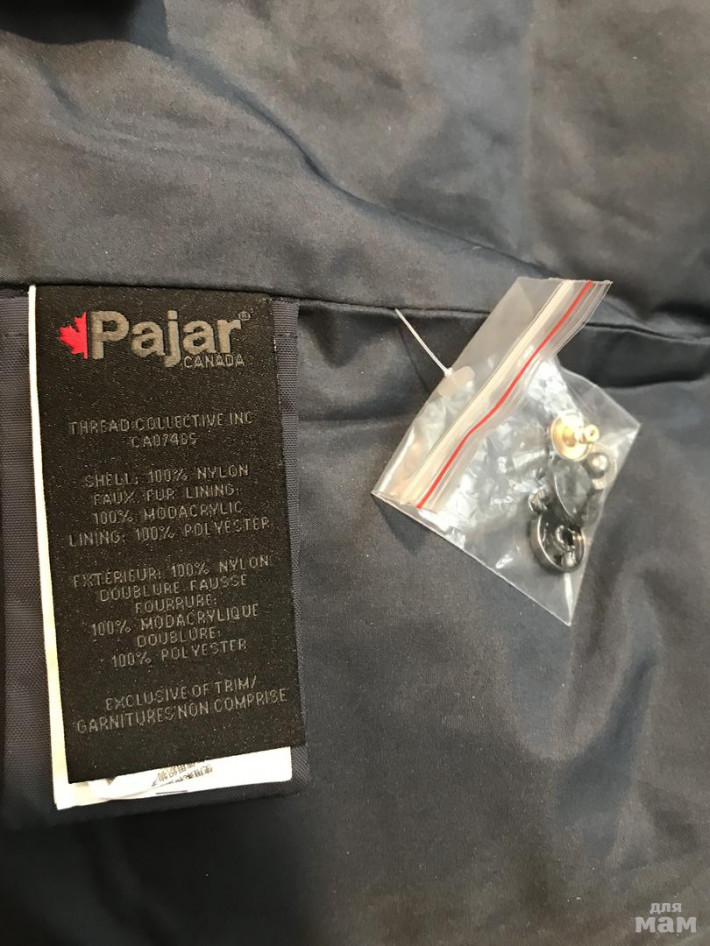 Pajar
CANADA
THREAD COLLECTIVE INC
CA07465
SHELL: 100% NYLON
FAUX FUR LINING:
100% MODACRYLIC
LINING: 100% POLYESTER
EXTÉRIEUR: 100% NYLON
DOUBLURE FAUSSE
FOURRURE:
100% MODACRYLIQUE
DOUBLURE:
100% POLYESTER
EXCLUSIVE OF TRIM/
GARNITURES NON COMPRISE
для
мам